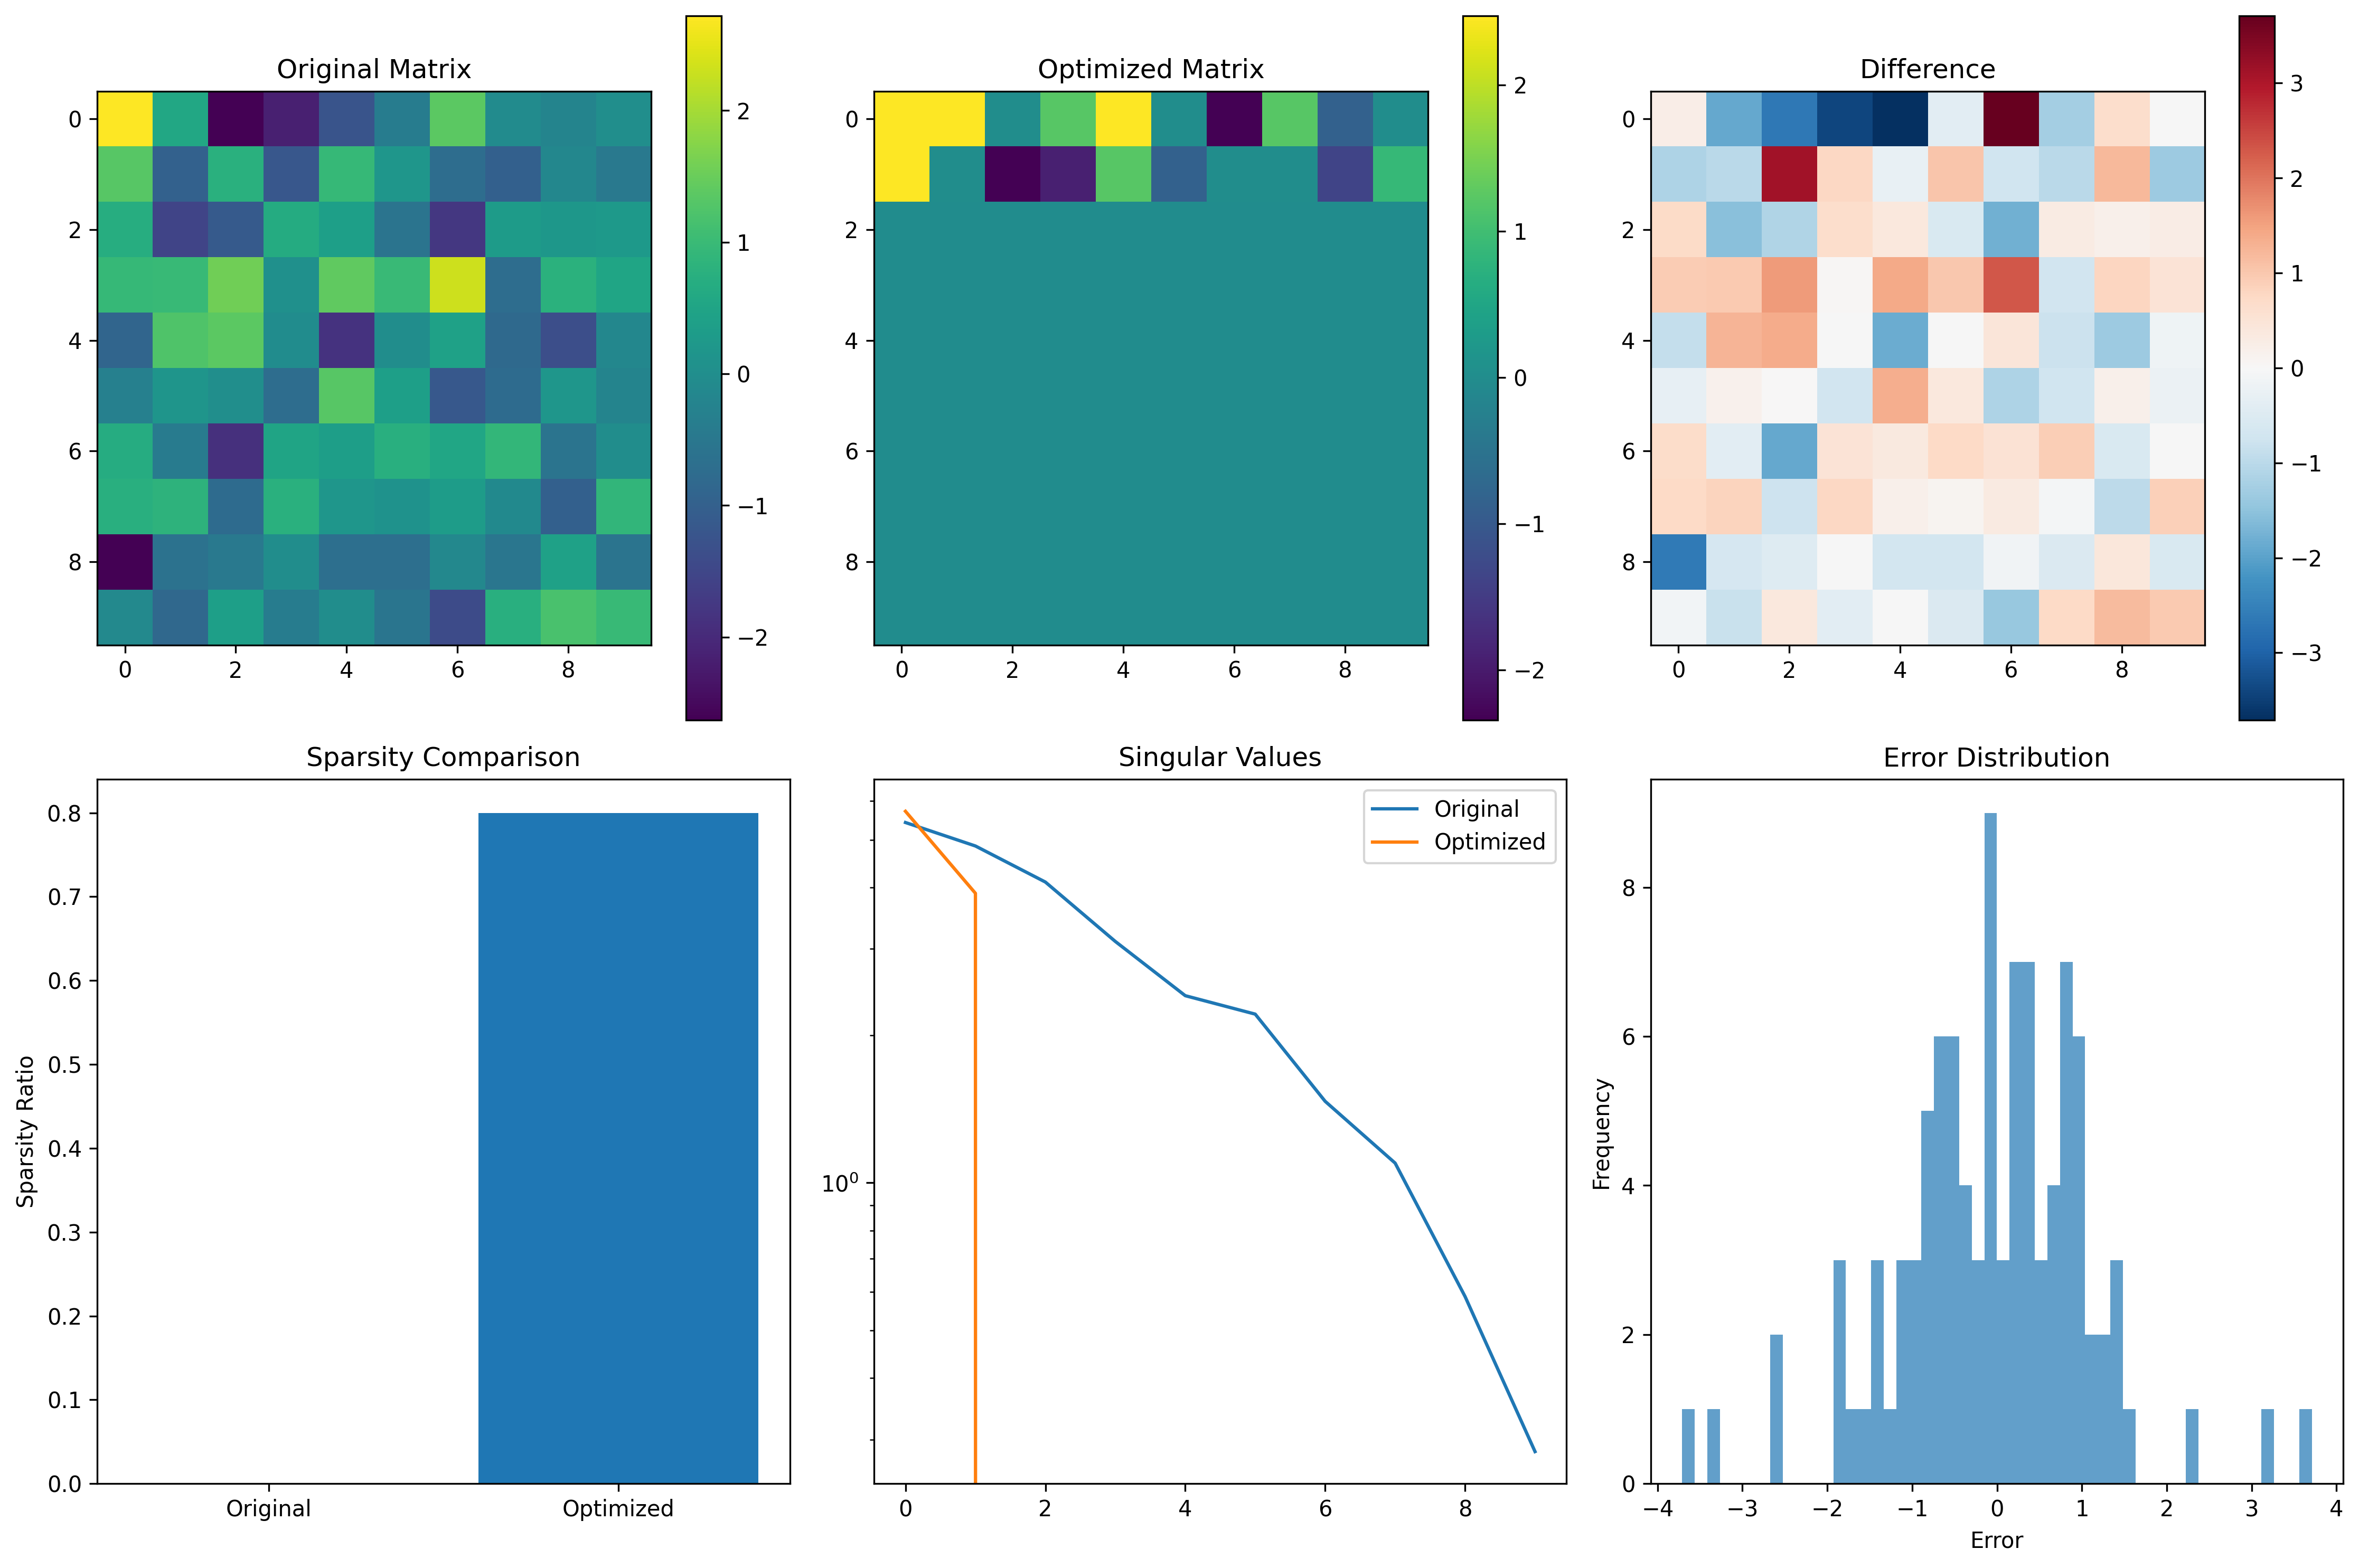 Original Matrix
0
2
4
6
8
0 2 4 6 8
2
1
0
−1
−2
Optimized Matrix
0
2
4
6
8
0 2 4 6 8
2
1
0
−1
−2
Difference
0
2
4
6
8
0 2 4 6 8
3
2
1
0
−1
−2
−3
Sparsity Comparison
Sparsity Ratio
0.8
0.7
0.6
0.5
0.4
0.3
0.2
0.1
0.0
Original Optimized
Singular Values
Original
Optimized
10⁰
0 2 4 6 8
Error Distribution
Frequency
8
6
4
2
0
−4 −3 −2 −1 0 1 2 3 4
Error